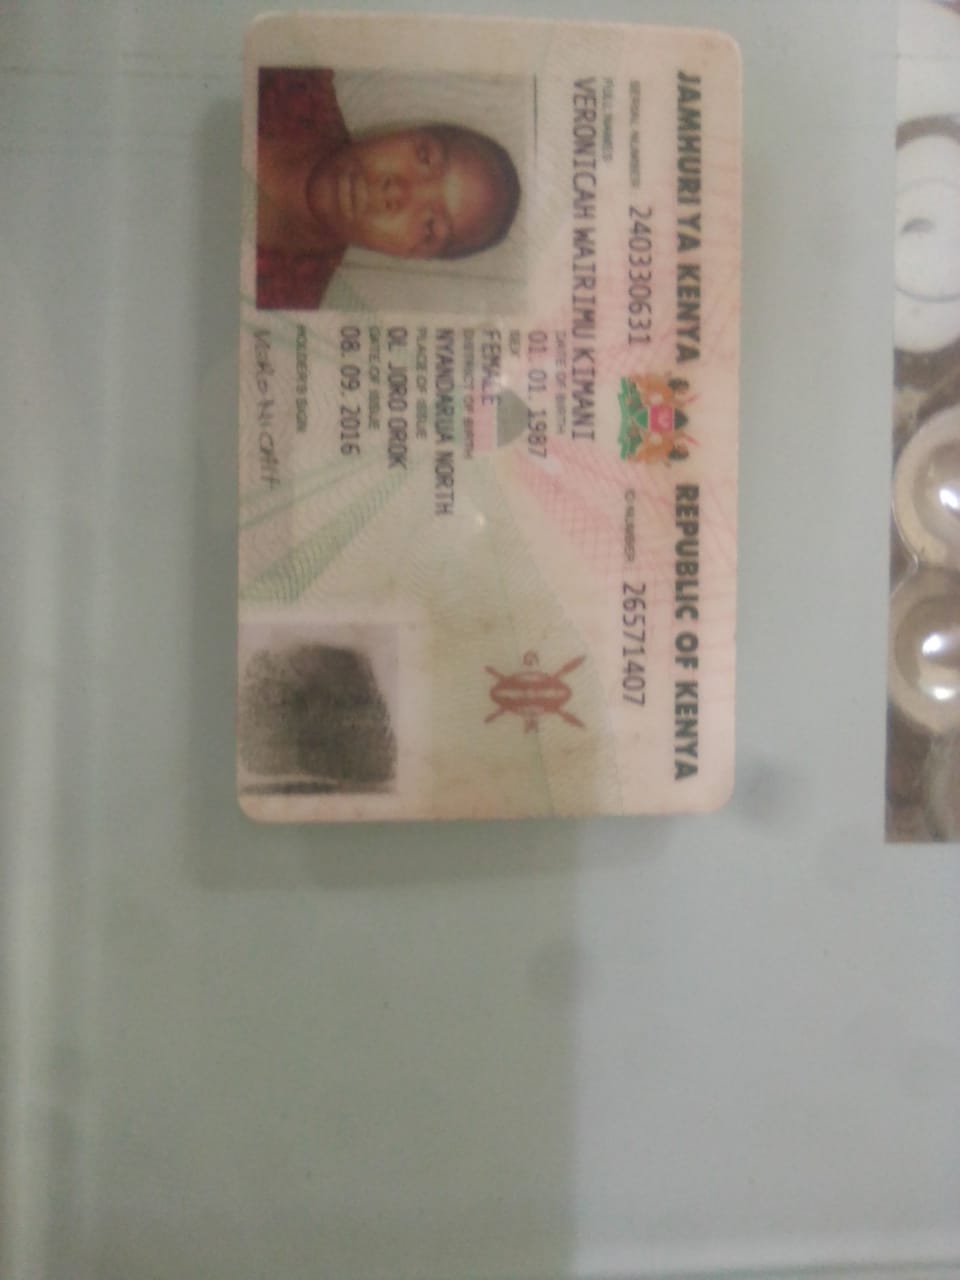 JAMHURI YA KENYA REPUBLIC OF KENYA
SERIAL NUMBER 240330631 ID NUMBER 26571407
FULL NAMES
VERONICAH WAIRIMU KIMANI
DATE OF BIRTH
01. 01. 1987
SEX
FEMALE
DISTRICT OF BIRTH
NYANDARUA NORTH
PLACE OF ISSUE
OL JORO OROK
DATE OF ISSUE
08. 09. 2016
HOLDER'S SIGN.